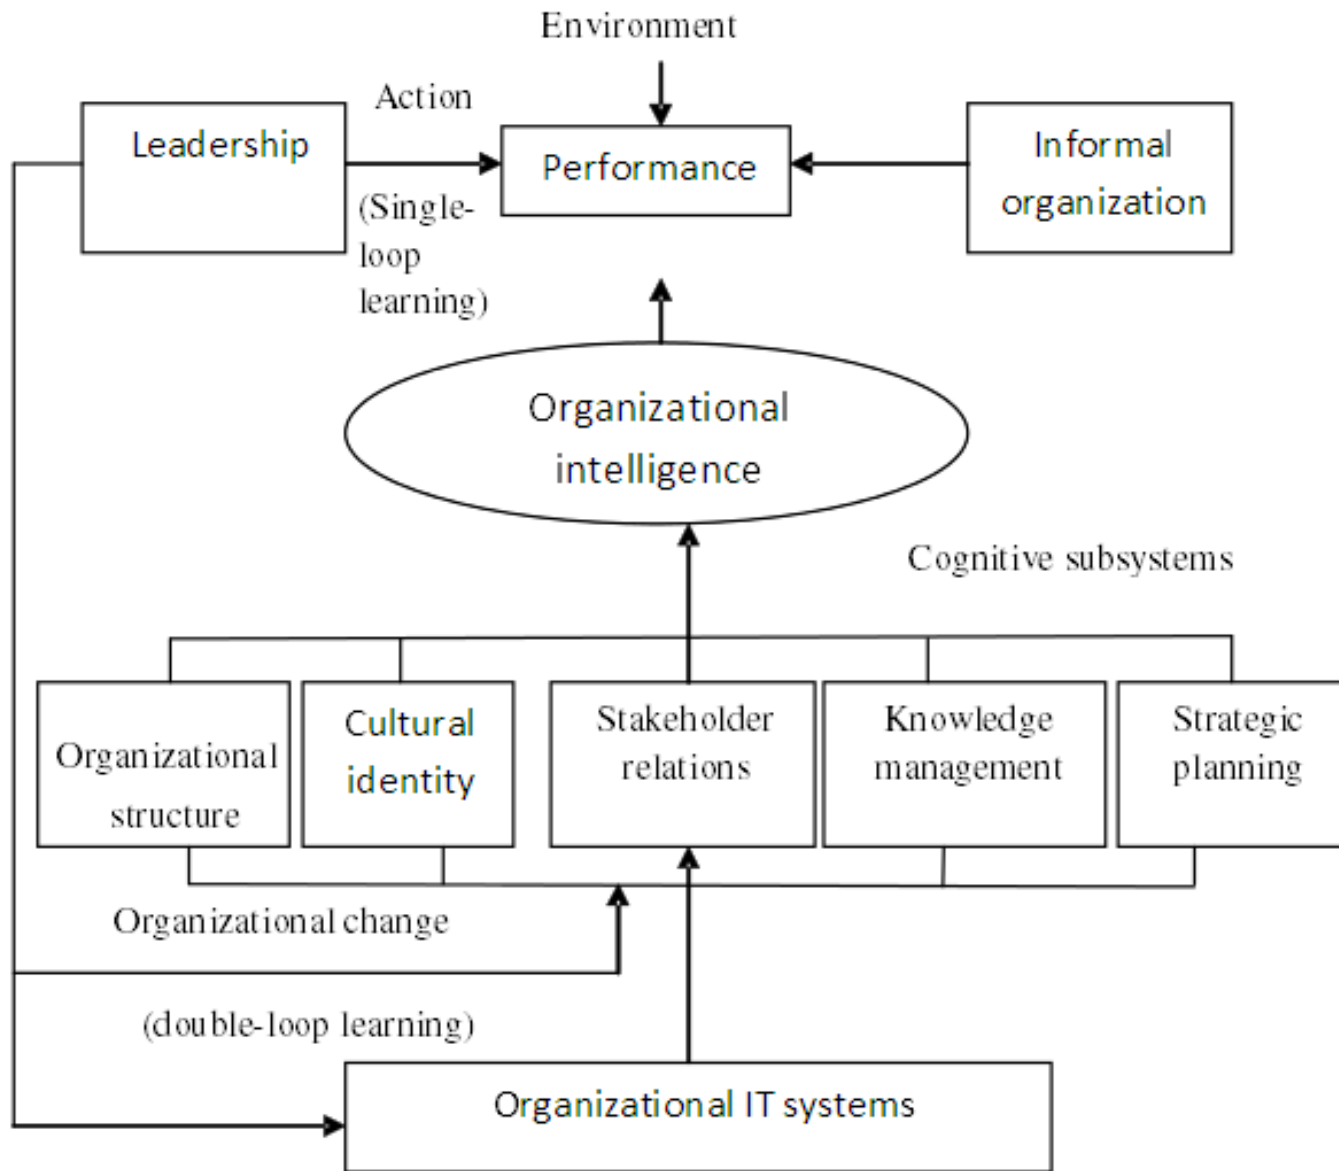 Environment
Action
Leadership
Performance
Informal
organization
(Single-
loop
learning)
Organizational
intelligence
Cognitive subsystems
Organizational
structure
Cultural
identity
Stakeholder
relations
Knowledge
management
Strategic
planning
Organizational change
(double-loop learning)
Organizational IT systems